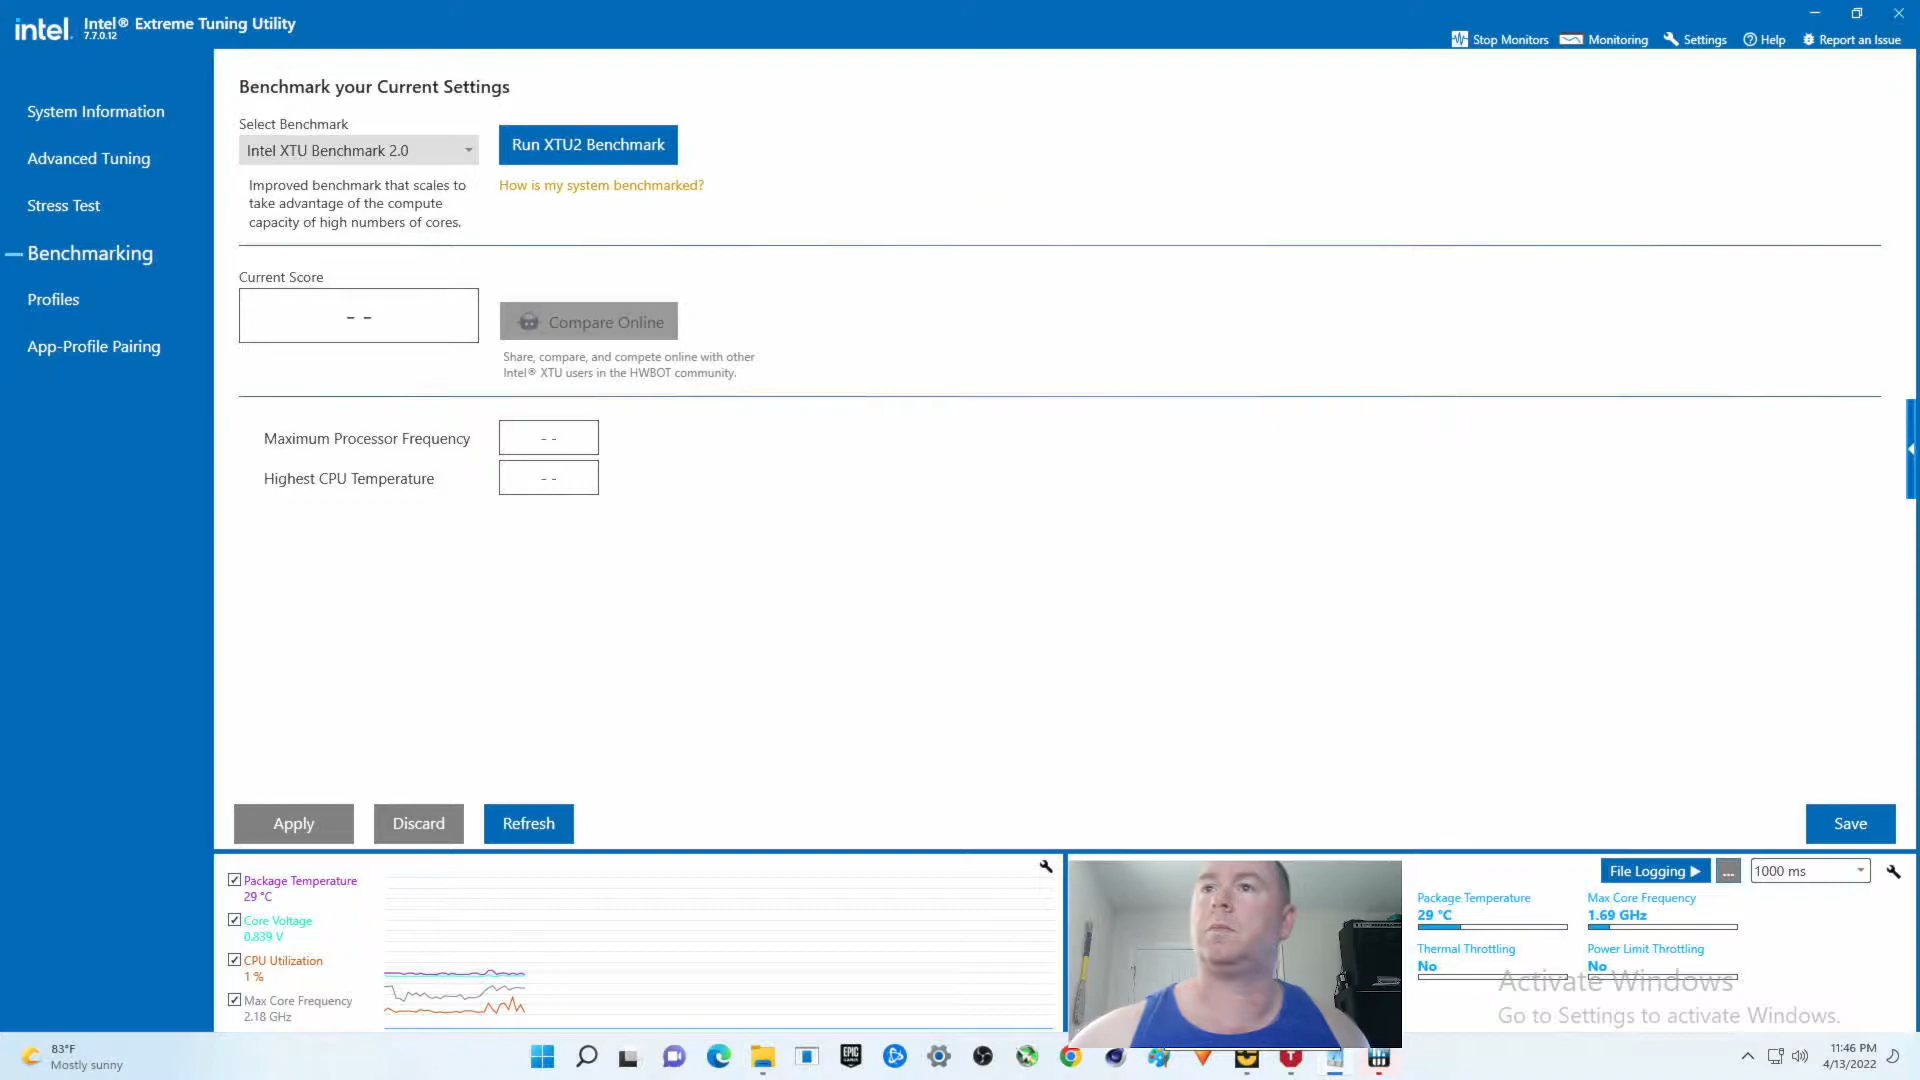 intel.
Intel® Extreme Tuning Utility
7.7.0.12
Stop Monitors
Monitoring
Settings
Help
Report an Issue
System Information
Advanced Tuning
Stress Test
Benchmarking
Profiles
App-Profile Pairing
Benchmark your Current Settings
Select Benchmark
Intel XTU Benchmark 2.0
Run XTU2 Benchmark
Improved benchmark that scales to
take advantage of the compute
capacity of high numbers of cores.
How is my system benchmarked?
Current Score
- -
Compare Online
Share, compare, and compete online with other
Intel® XTU users in the HWBOT community.
Maximum Processor Frequency
- -
Highest CPU Temperature
- -
Apply
Discard
Refresh
Save
Package Temperature
29 °C
Core Voltage
0.839 V
CPU Utilization
1 %
Max Core Frequency
2.18 GHz
File Logging
...
1000 ms
Package Temperature
29 °C
Max Core Frequency
1.69 GHz
Thermal Throttling
No
Power Limit Throttling
No
Activate Windows
Go to Settings to activate Windows.
83°F
Mostly sunny
EPIC
GAMES
11:46 PM
4/13/2022